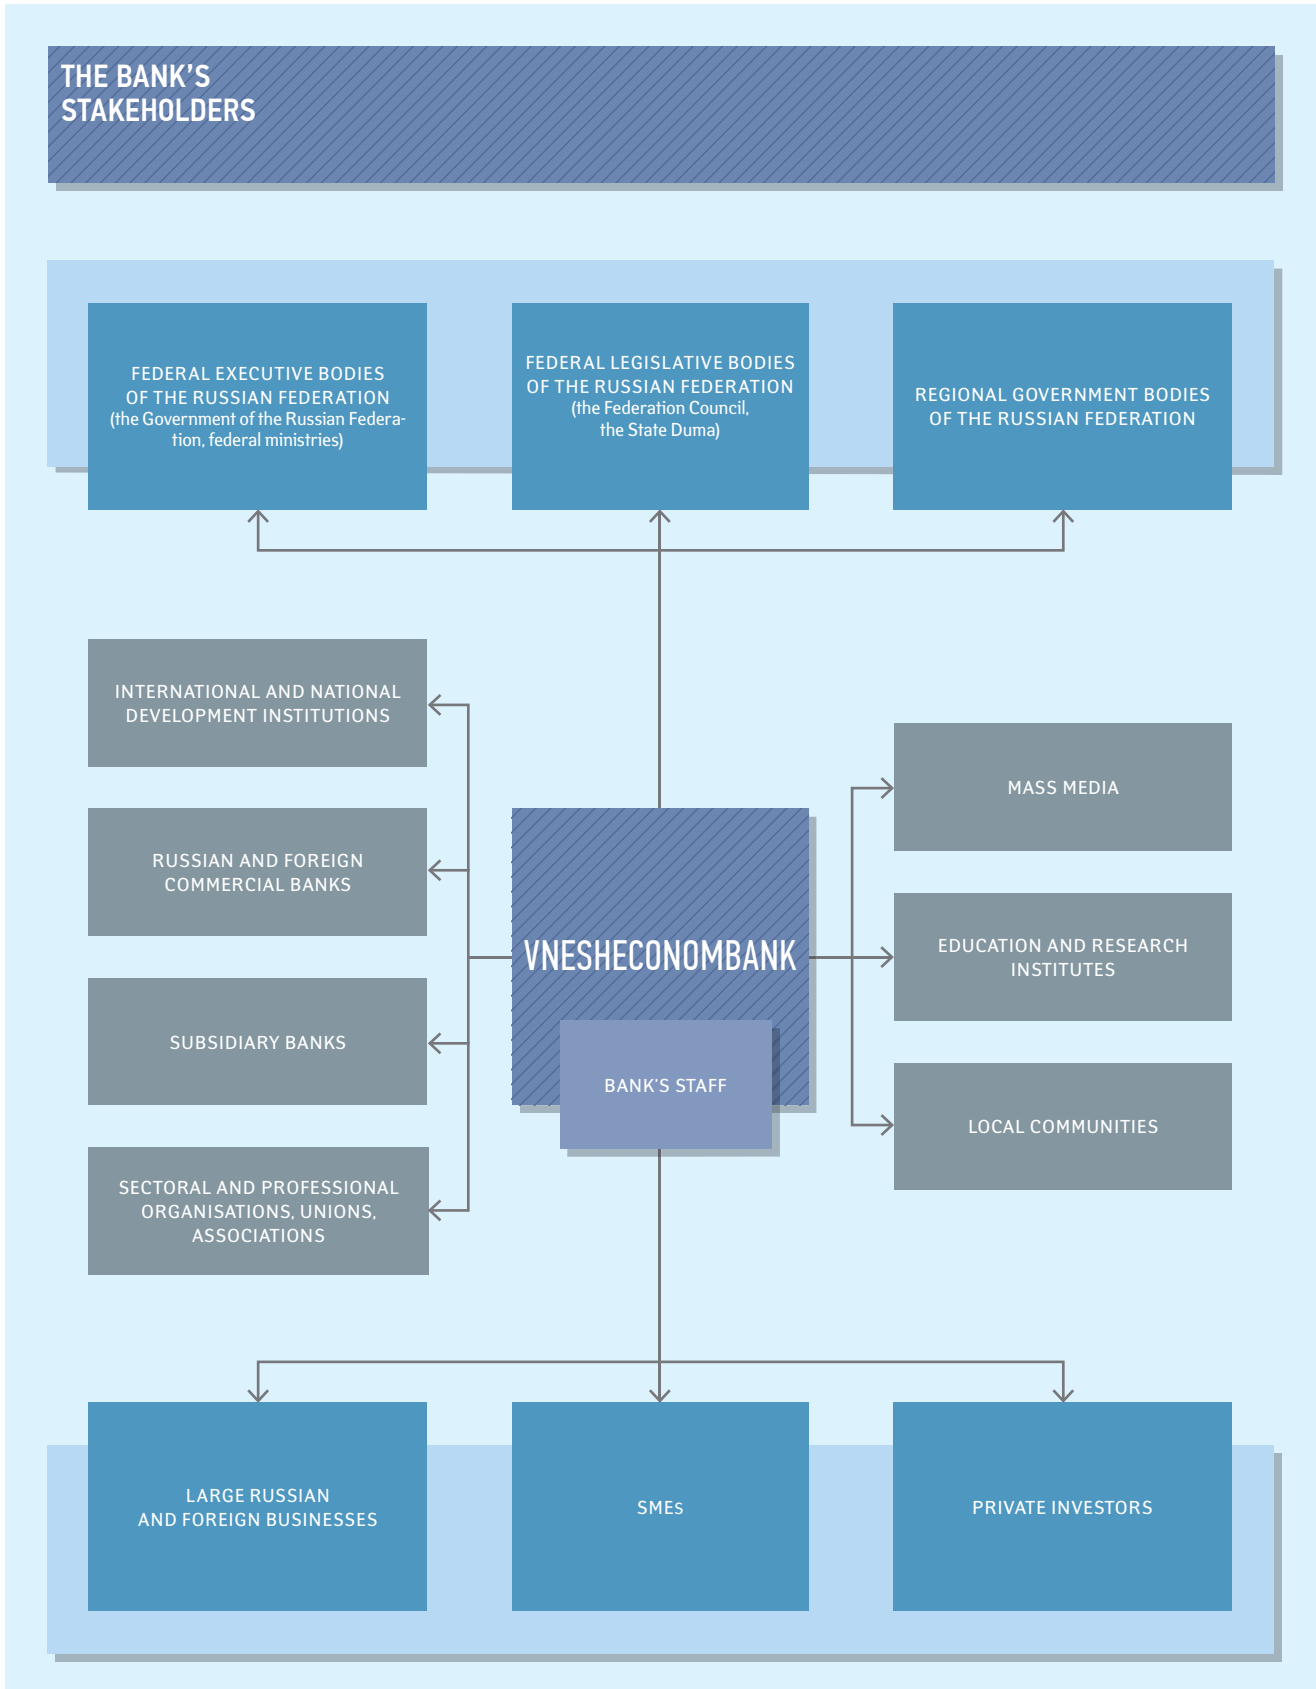 THE BANK'S
STAKEHOLDERS
FEDERAL EXECUTIVE BODIES
OF THE RUSSIAN FEDERATION
(the Government of the Russian Federa-
tion, federal ministries)
FEDERAL LEGISLATIVE BODIES
OF THE RUSSIAN FEDERATION
(the Federation Council,
the State Duma)
REGIONAL GOVERNMENT BODIES
OF THE RUSSIAN FEDERATION
INTERNATIONAL AND NATIONAL
DEVELOPMENT INSTITUTIONS
RUSSIAN AND FOREIGN
COMMERCIAL BANKS
SUBSIDIARY BANKS
SECTORAL AND PROFESSIONAL
ORGANISATIONS, UNIONS,
ASSOCIATIONS
VNESHECONOMBANK
BANK'S STAFF
MASS MEDIA
EDUCATION AND RESEARCH
INSTITUTES
LOCAL COMMUNITIES
LARGE RUSSIAN
AND FOREIGN BUSINESSES
SMEs
PRIVATE INVESTORS